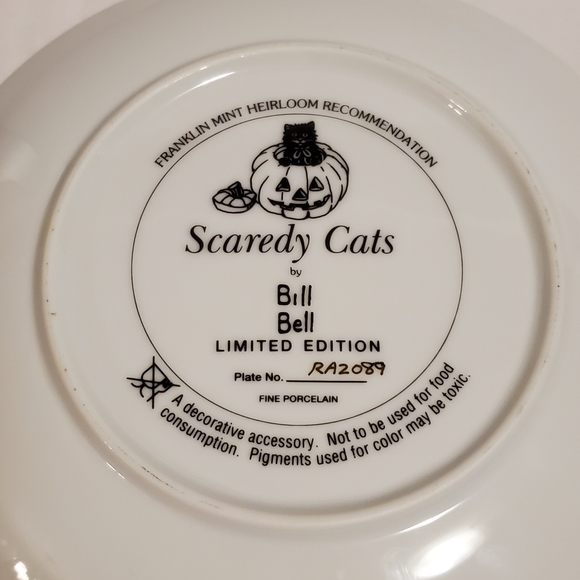 FRANKLIN MINT HEIRLOOM RECOMMENDATION
Scaredy Cats
by
Bill
Bell
LIMITED EDITION
Plate No. RA2089
FINE PORCELAIN
A decorative accessory. Not to be used for food
consumption. Pigments used for color may be toxic.